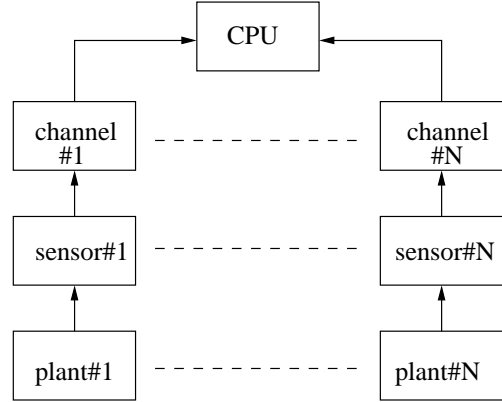 CPU
channel
#1
channel
#N
sensor#1
sensor#N
plant#1
plant#N